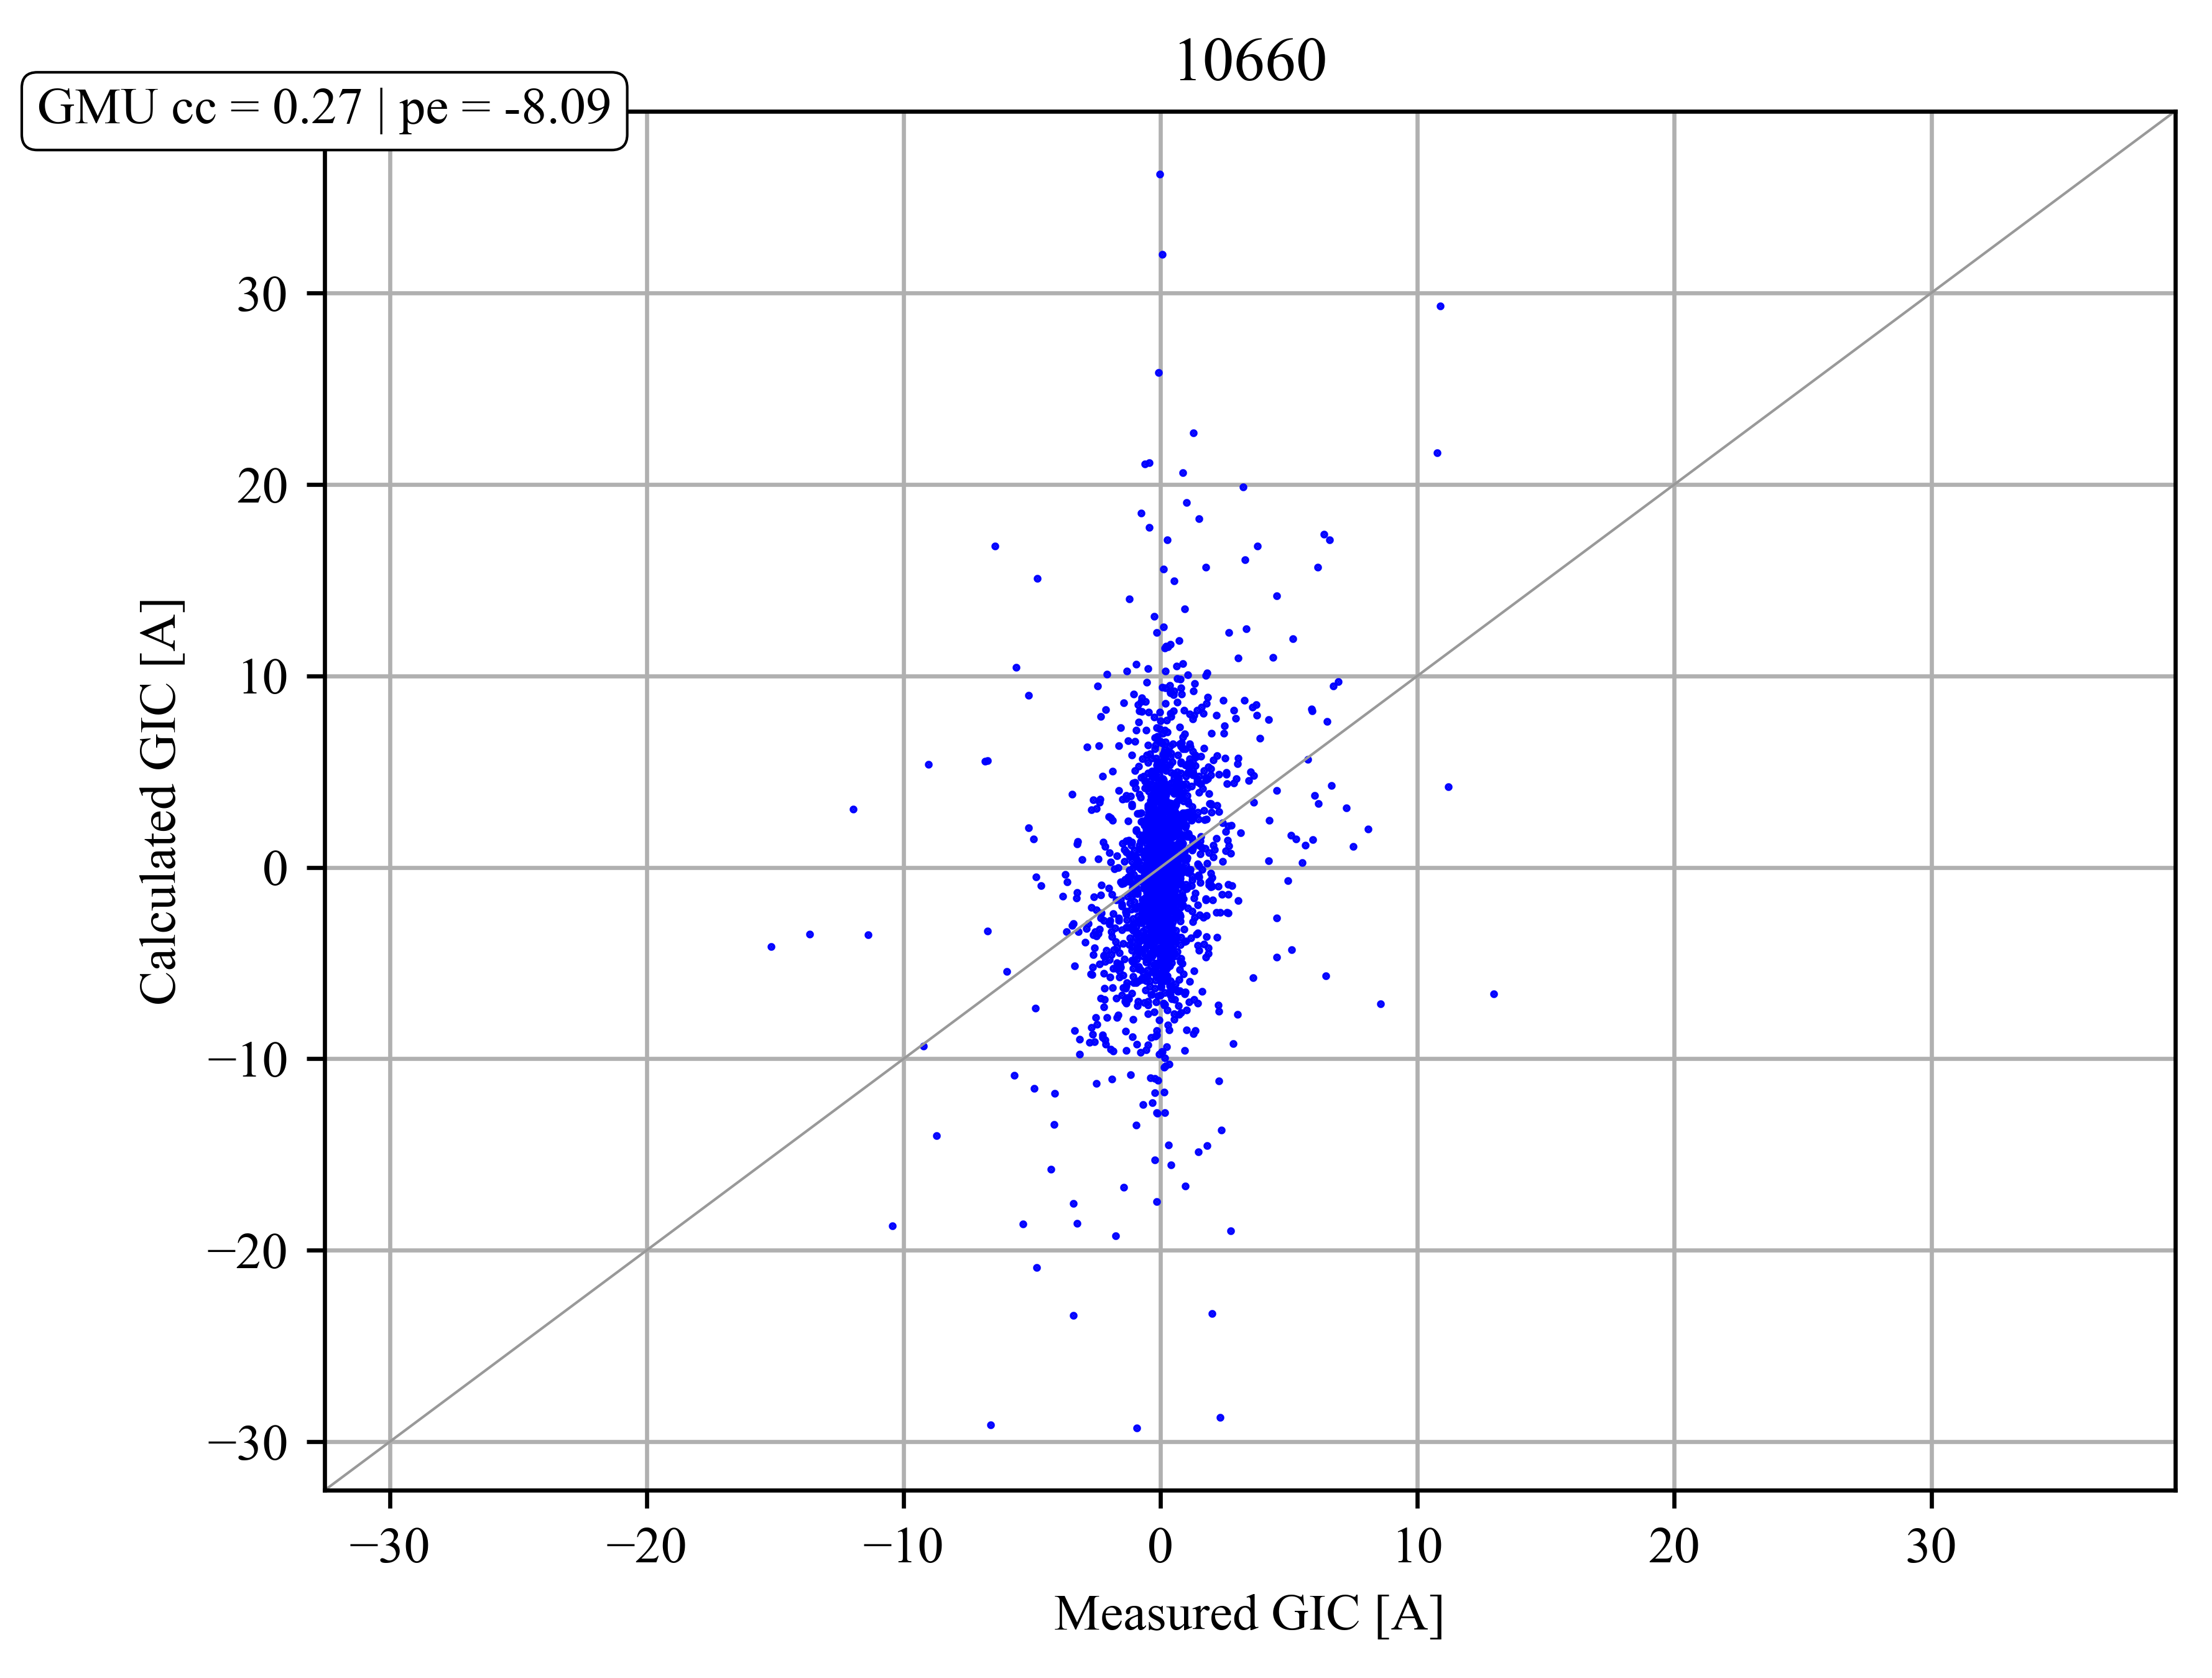 10660
GMU cc = 0.27 | pe = -8.09
Calculated GIC [A]
30
20
10
0
−10
−20
−30
−30 −20 −10 0 10 20 30
Measured GIC [A]